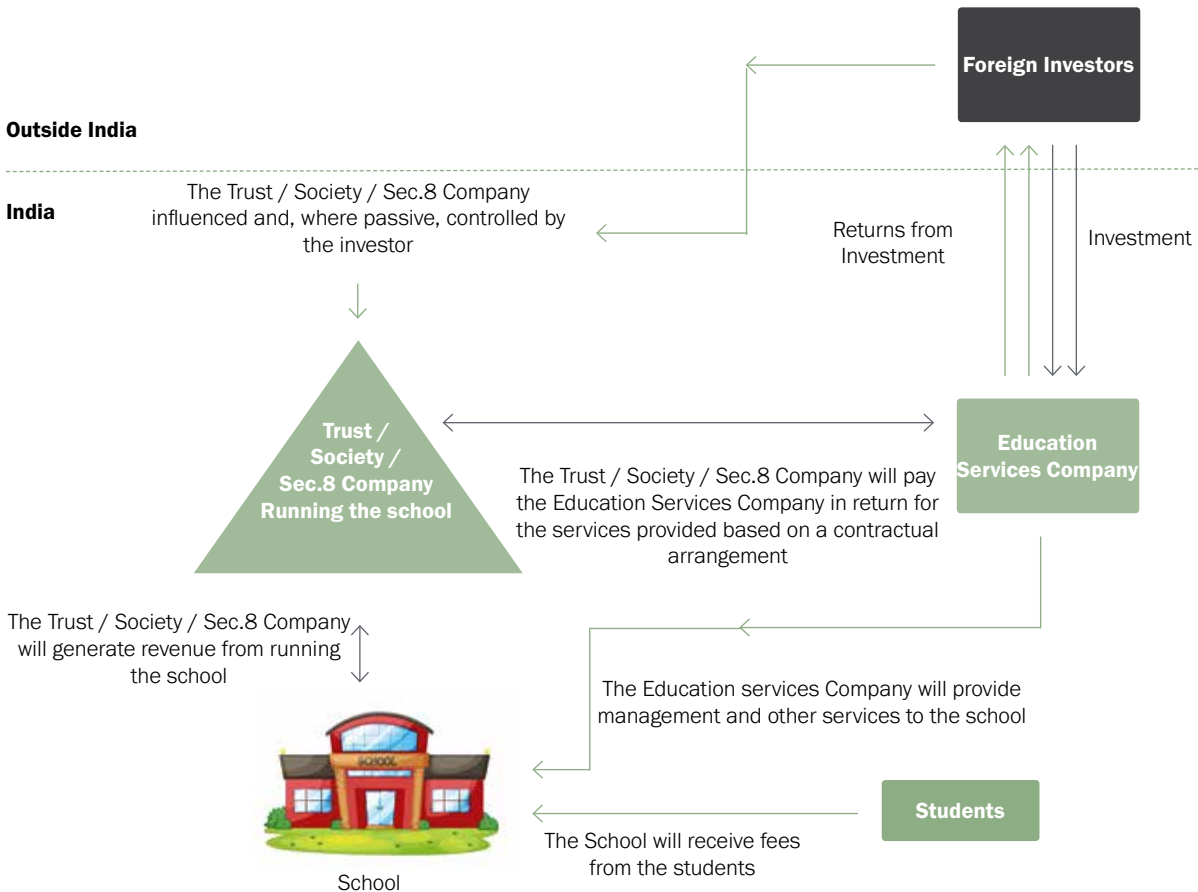 Foreign Investors
Outside India
India
The Trust / Society / Sec.8 Company
influenced and, where passive, controlled by
the investor
Returns from
Investment
Investment
Trust /
Society /
Sec.8 Company
Running the school
Education
Services Company
The Trust / Society / Sec.8 Company will pay
the Education Services Company in return for
the services provided based on a contractual
arrangement
The Trust / Society / Sec.8 Company
will generate revenue from running
the school
The Education services Company will provide
management and other services to the school
SCHOOL
Students
The School will receive fees
from the students
School